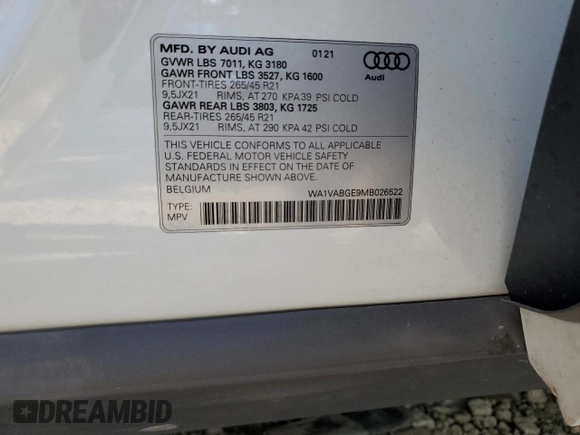 MFD. BY AUDI AG 01 21
GVWR LBS 7011, KG 3180
GAWR FRONT LBS 3527, KG 1600
FRONT-TIRES 265/45 R21
9,5JX21 RIMS, AT 270 KPA 39 PSI COLD
GAWR REAR LBS 3803, KG 1725
REAR-TIRES 265/45 R21
9,5JX21 RIMS, AT 290 KPA 42 PSI COLD
Audi
THIS VEHICLE CONFORMS TO ALL APPLICABLE
U.S. FEDERAL MOTOR VEHICLE SAFETY
STANDARDS IN EFFECT ON THE DATE OF
MANUFACTURE SHOWN ABOVE.
BELGIUM WA1VABGE9MB026522
TYPE:
MPV
DREAMBID